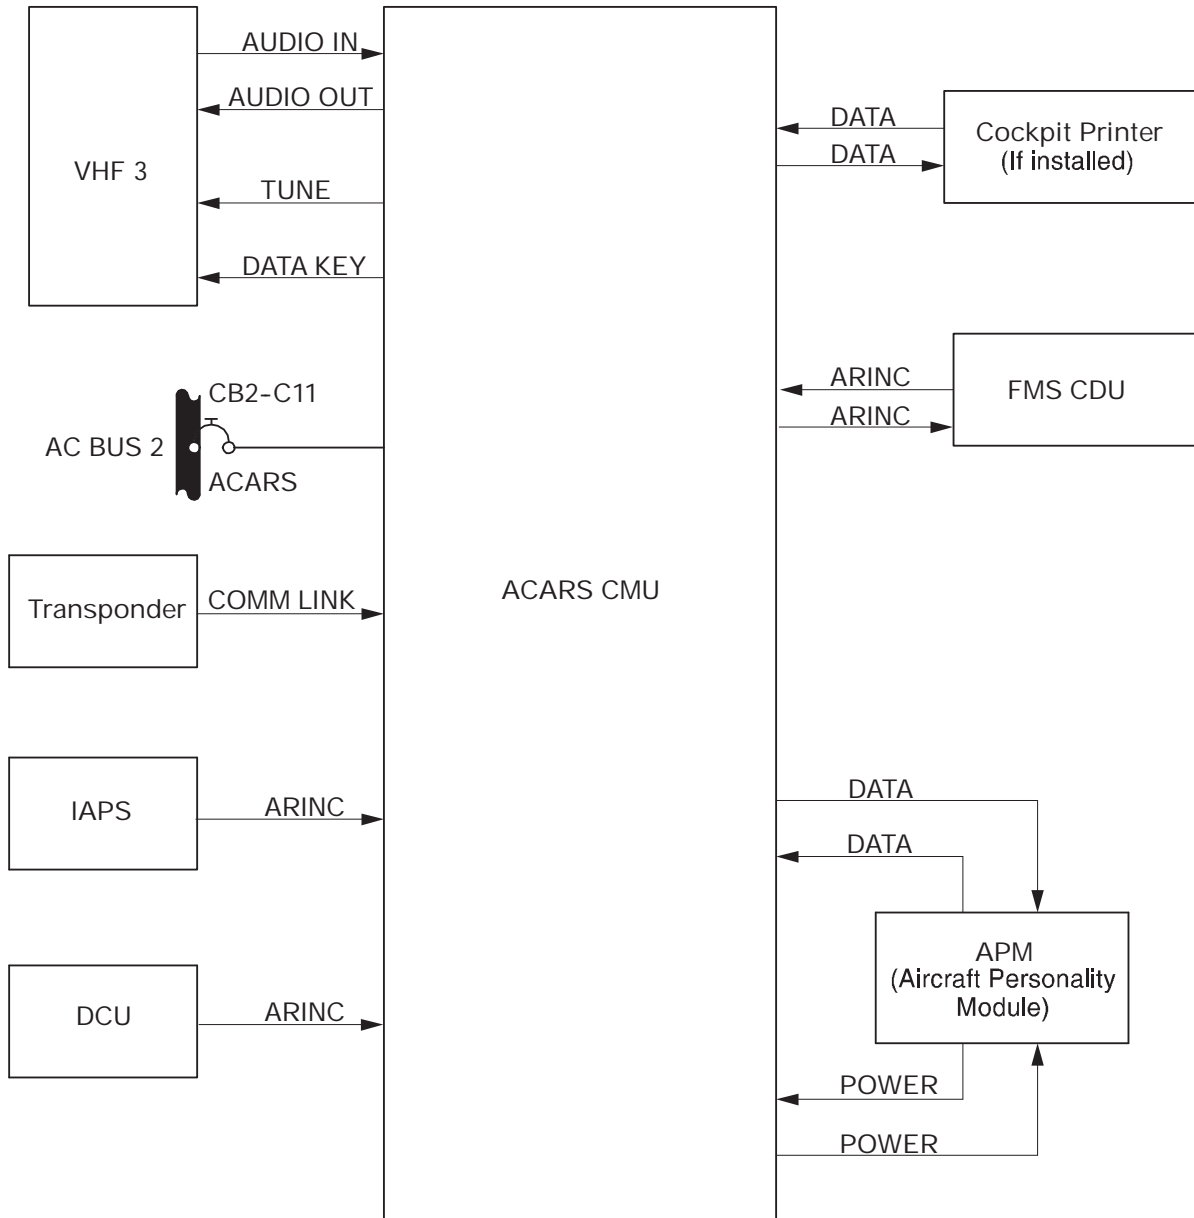 AUDIO IN
AUDIO OUT
VHF 3
TUNE
DATA KEY
DATA
DATA
Cockpit Printer
(If installed)
CB2-C11
AC BUS 2
ACARS
ARINC
ARINC
FMS CDU
Transponder
COMM LINK
ACARS CMU
IAPS
ARINC
DATA
DATA
DCU
ARINC
APM
(Aircraft Personality
Module)
POWER
POWER